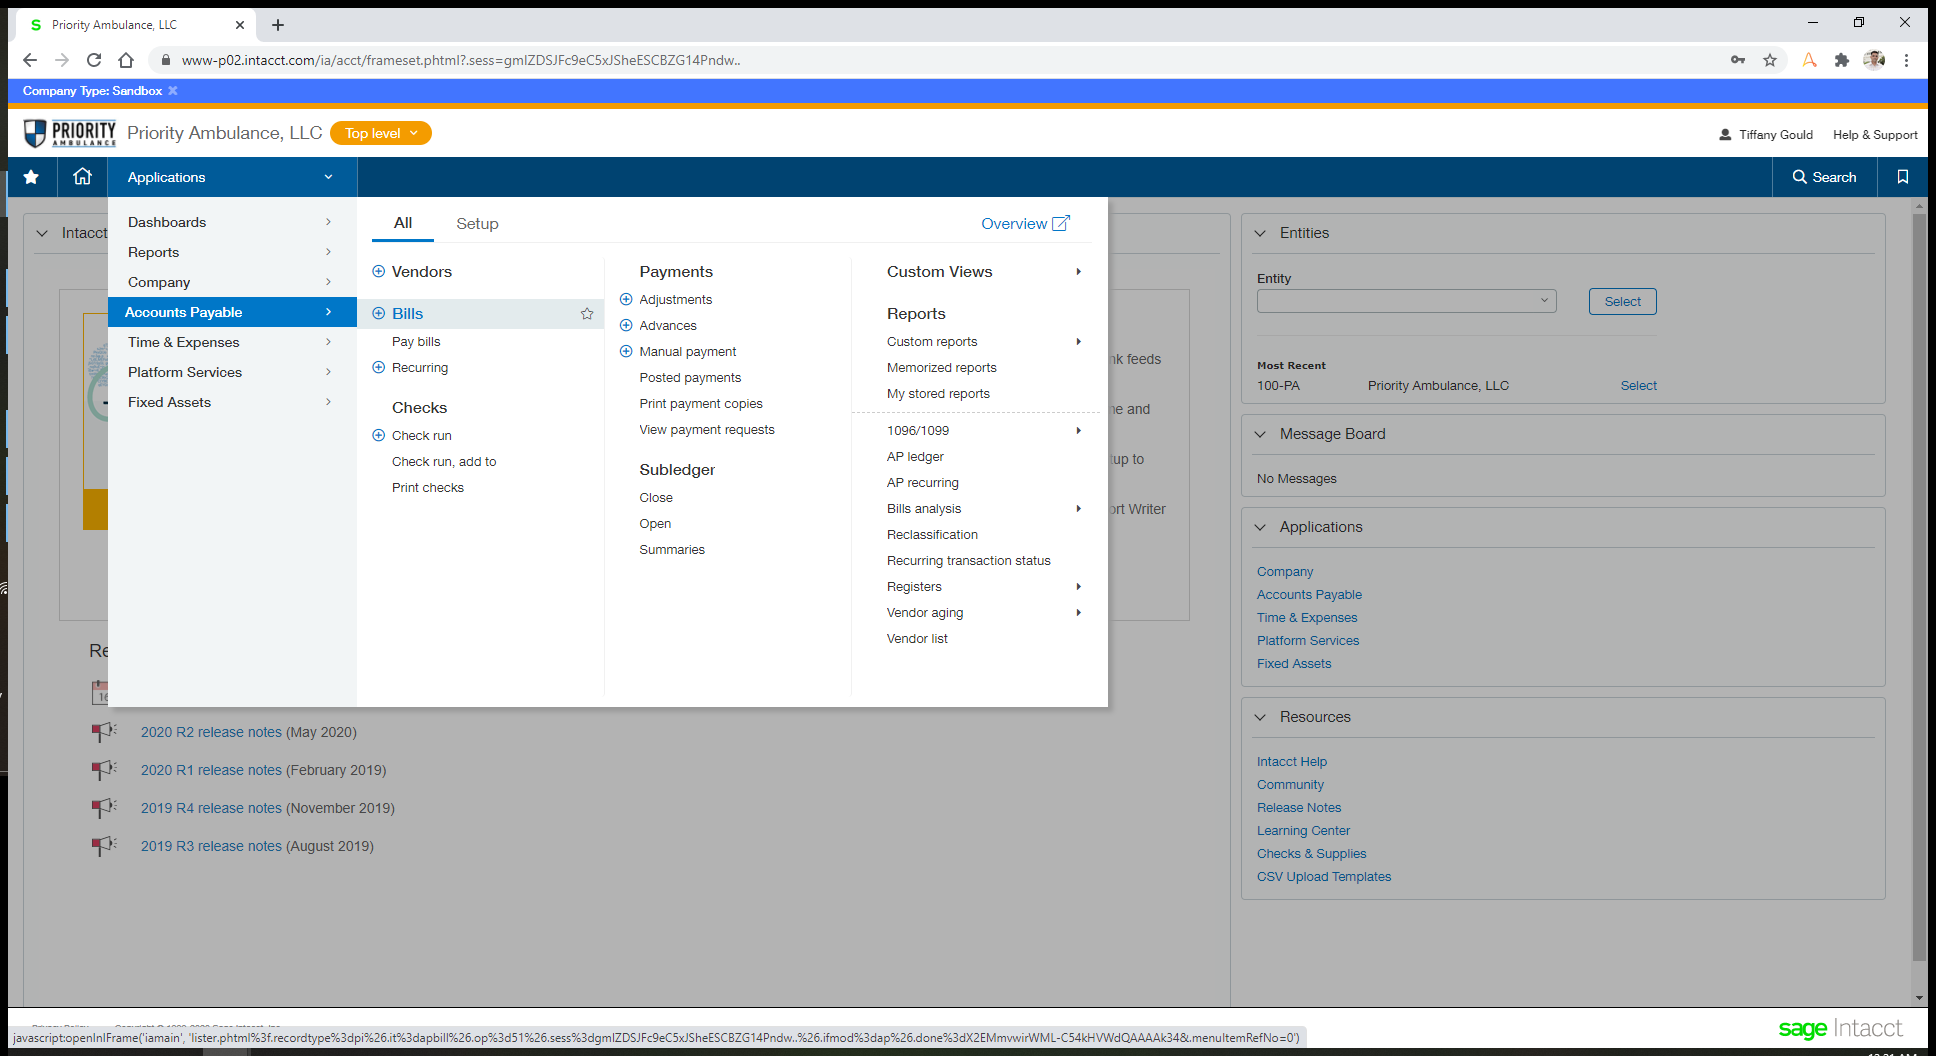 Priority Ambulance, LLC
www-p02.intacct.com/ia/acct/frameset.phtml?.sess=gmIZDSJFc9eC5xJSheESCBZG14Pndw..
Company Type: Sandbox
PRIORITY
AMBULANCE
Priority Ambulance, LLC
Top level
Tiffany Gould
Help & Support
Applications
Search
Dashboards
Reports
Company
Accounts Payable
Time & Expenses
Platform Services
Fixed Assets
All
Setup
Overview
Vendors
Bills
Pay bills
Recurring
Checks
Check run
Check run, add to
Print checks
Payments
Adjustments
Advances
Manual payment
Posted payments
Print payment copies
View payment requests
Subledger
Close
Open
Summaries
Custom Views
Reports
Custom reports
Memorized reports
My stored reports
1096/1099
AP ledger
AP recurring
Bills analysis
Reclassification
Recurring transaction status
Registers
Vendor aging
Vendor list
Intacct
nk feeds
ne and
tup to
ort Writer
Re
16
2020 R2 release notes (May 2020)
2020 R1 release notes (February 2019)
2019 R4 release notes (November 2019)
2019 R3 release notes (August 2019)
Entities
Entity
Select
Most Recent
100-PA Priority Ambulance, LLC Select
Message Board
No Messages
Applications
Company
Accounts Payable
Time & Expenses
Platform Services
Fixed Assets
Resources
Intacct Help
Community
Release Notes
Learning Center
Checks & Supplies
CSV Upload Templates
javascript:openInIFrame('iamain', 'lister.phtml%3f.recordtype%3dpi%26.it%3dapbill%26.op%3d51%26.sess%3dgmIZDSJFc9eC5xJSheESCBZG14Pndw..%26.ifmod%3dap%26.done%3dX2EMmvwirWML-C54kHVWdQAAAAk34&.menuItemRefNo=0')
sage Intacct